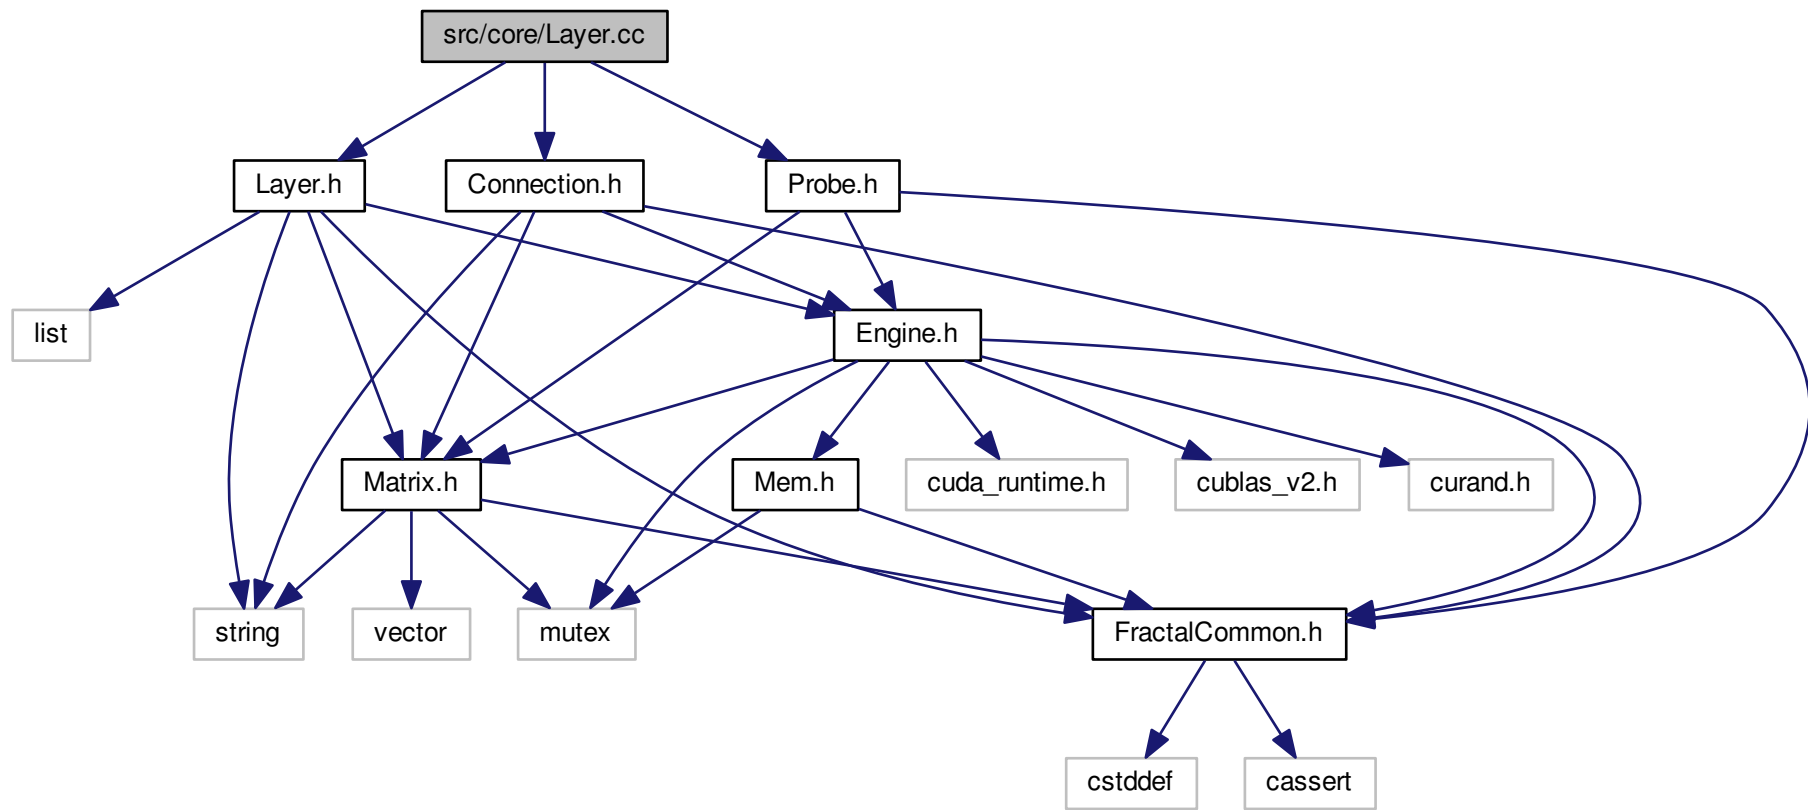 src/core/Layer.cc
Layer.h
Connection.h
Probe.h
list
Engine.h
Matrix.h
Mem.h
cuda_runtime.h
cublas_v2.h
curand.h
string
vector
mutex
FractalCommon.h
cstddef
cassert